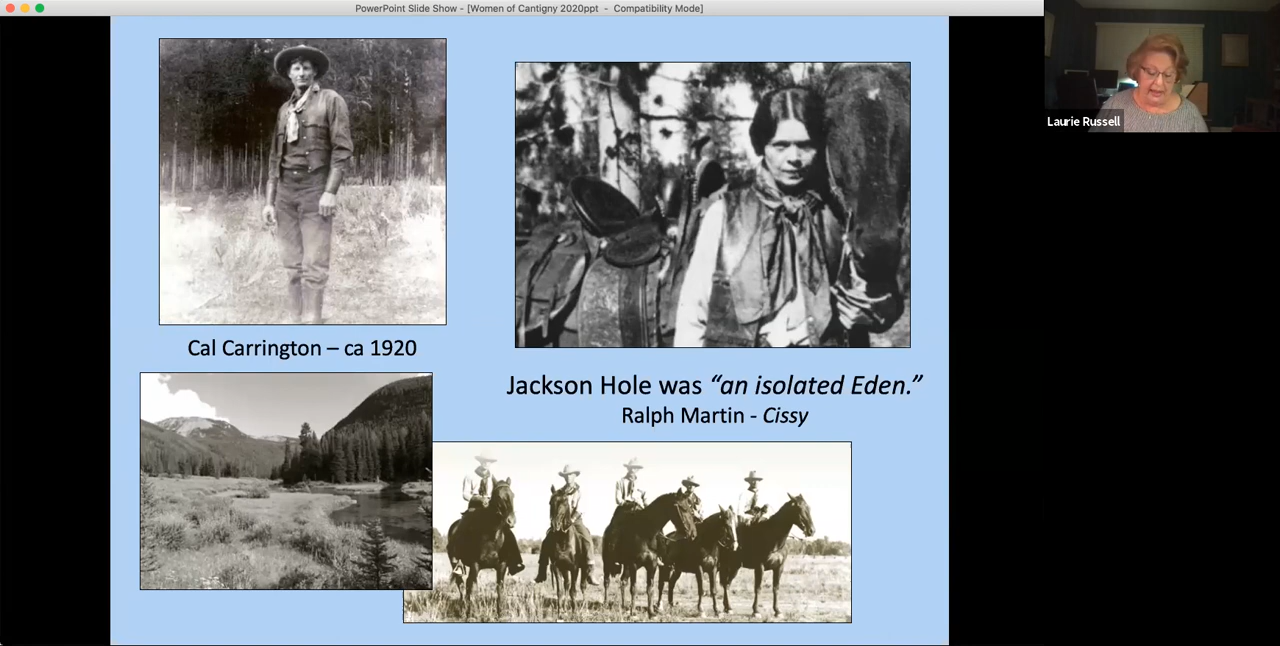 PowerPoint Slide Show - [Women of Cantigny 2020ppt - Compatibility Mode]
Laurie Russell
Cal Carrington – ca 1920
Jackson Hole was “an isolated Eden.”
Ralph Martin - Cissy